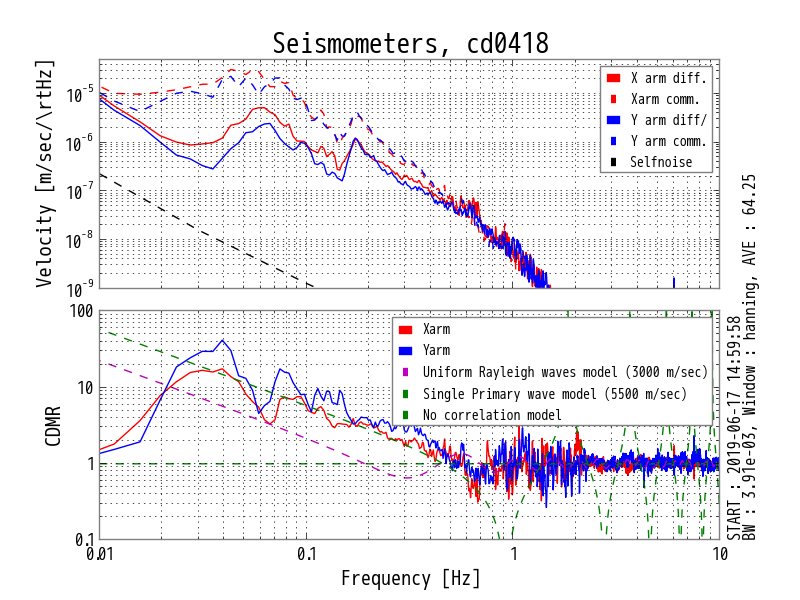 Seismometers, cd0418
Velocity [m/sec/\rtHz]
10-5
10-6
10-7
10-8
10-9
X arm diff.
Xarm comm.
Y arm diff/
Y arm comm.
Selfnoise
CDMR
100
10
1
0.1
Xarm
Yarm
Uniform Rayleigh waves model (3000 m/sec)
Single Primary wave model (5500 m/sec)
No correlation model
0.01
0.1
1
10
Frequency [Hz]
START : 2019-06-17 14:59:58
BW : 3.91e-03, Window : hanning, AVE : 64.25